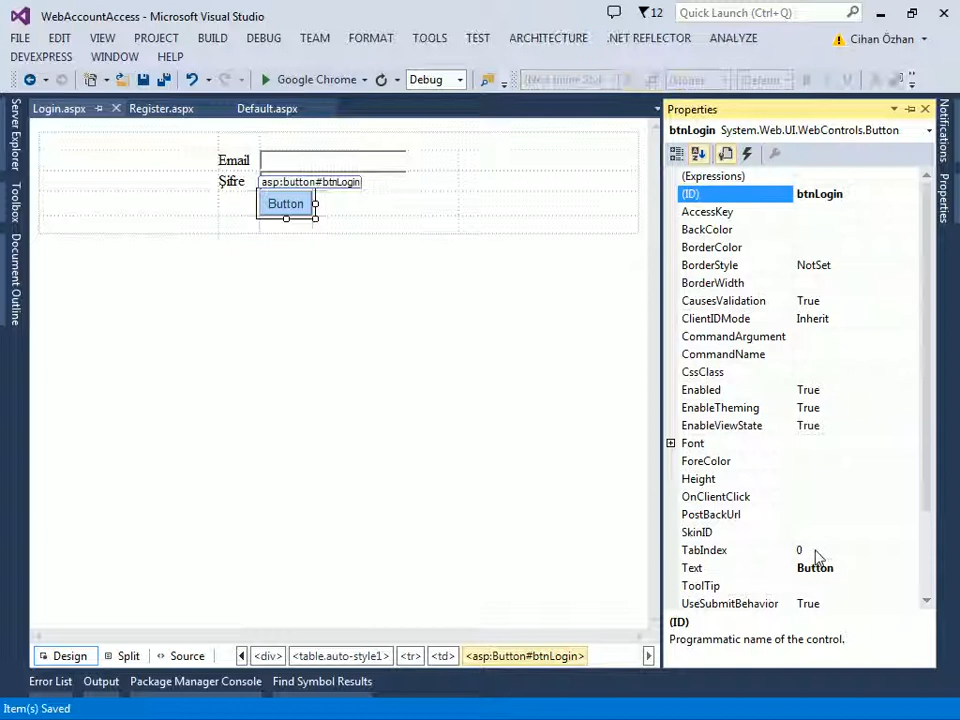 WebAccountAccess - Microsoft Visual Studio
12
Quick Launch (Ctrl+Q)
FILE EDIT VIEW PROJECT BUILD DEBUG TEAM FORMAT TOOLS TEST ARCHITECTURE .NET REFLECTOR ANALYZE
Cihan Özhan
DEVEXPRESS WINDOW HELP
Google Chrome
Debug
Server Explorer
Toolbox
Document Outline
Login.aspx
Register.aspx
Default.aspx
Email
Şifre
asp:button#btnLogin
Button
Properties
btnLogin System.Web.UI.WebControls.Button
(Expressions)
(ID) btnLogin
AccessKey
BackColor
BorderColor
BorderStyle NotSet
BorderWidth
CausesValidation True
ClientIDMode Inherit
CommandArgument
CommandName
CssClass
Enabled True
EnableTheming True
EnableViewState True
Font
ForeColor
Height
OnClientClick
PostBackUrl
SkinID
TabIndex 0
Text Button
ToolTip
UseSubmitBehavior True
(ID)
Programmatic name of the control.
Notifications
Properties
Design Split Source <div> <table.auto-style1> <tr> <td> <asp:Button#btnLogin>
Error List Output Package Manager Console Find Symbol Results
Item(s) Saved